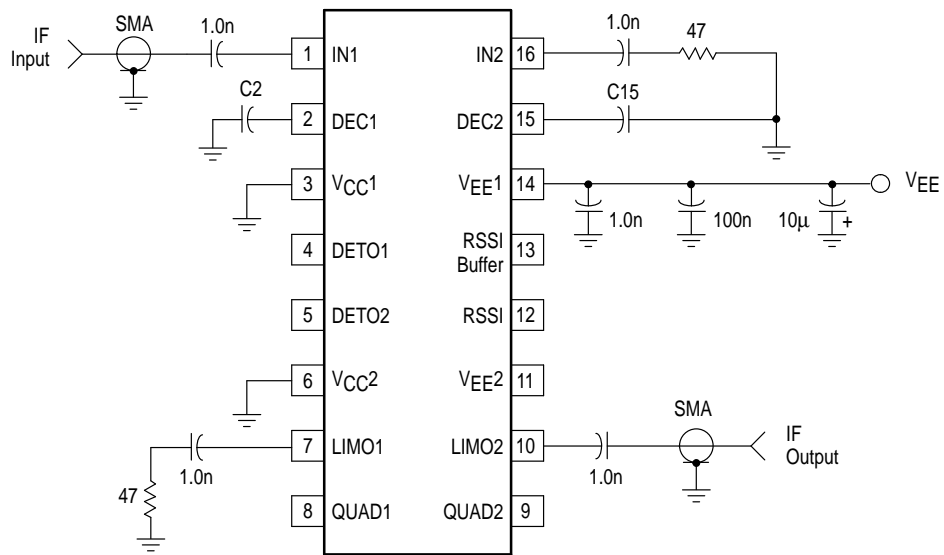 IF
Input
SMA
1.0n
1
IN1
IN2
16
1.0n
47
C2
2
DEC1
DEC2
15
C15
3
VCC1
VEE1
14
VEE
1.0n
100n
10μ
+
4
DETO1
RSSI
Buffer
13
5
DETO2
RSSI
12
6
VCC2
VEE2
11
1.0n
47
7
LIMO1
LIMO2
10
1.0n
SMA
IF
Output
8
QUAD1
QUAD2
9